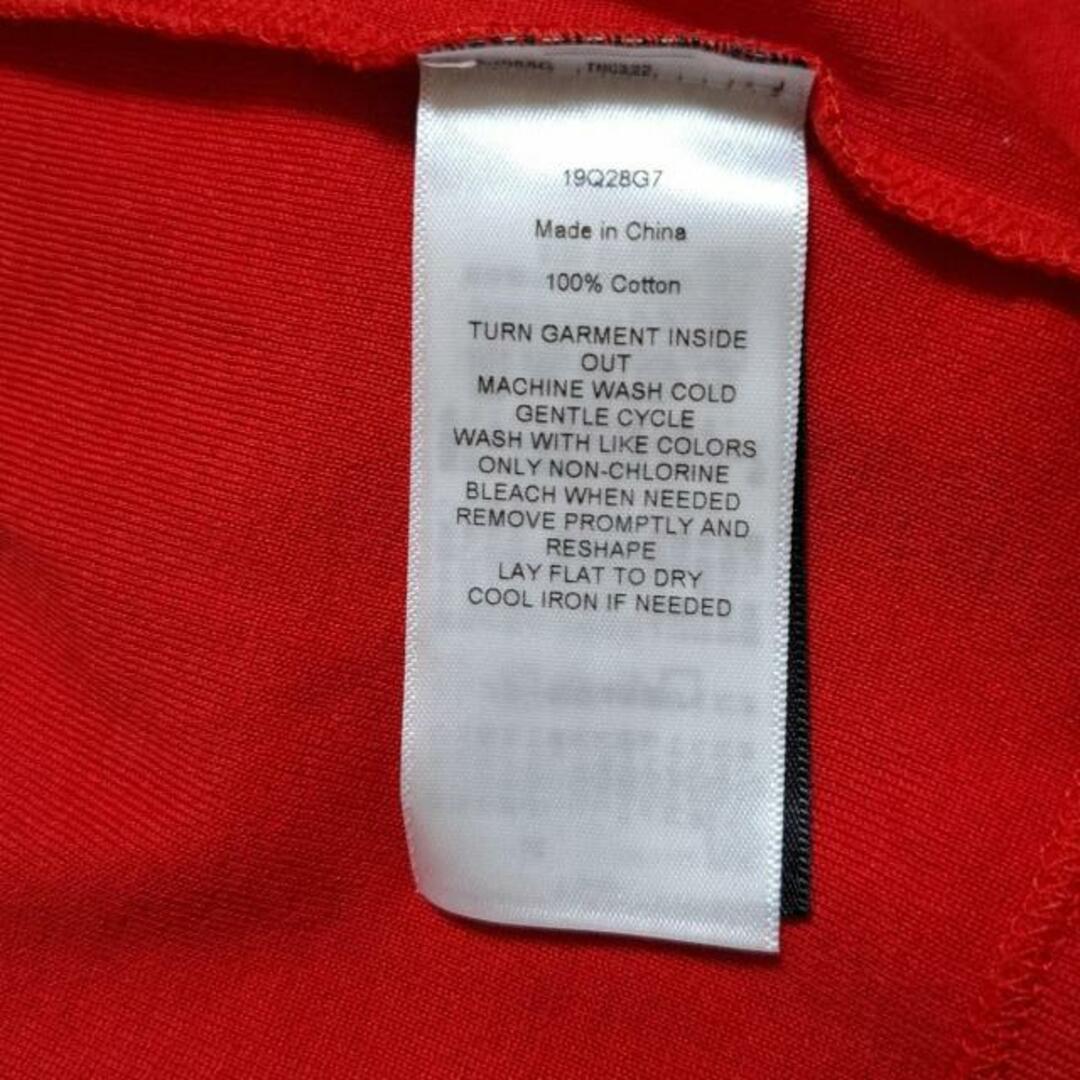 19Q28G7
Made in China
100% Cotton
TURN GARMENT INSIDE
OUT
MACHINE WASH COLD
GENTLE CYCLE
WASH WITH LIKE COLORS
ONLY NON-CHLORINE
BLEACH WHEN NEEDED
REMOVE PROMPTLY AND
RESHAPE
LAY FLAT TO DRY
COOL IRON IF NEEDED